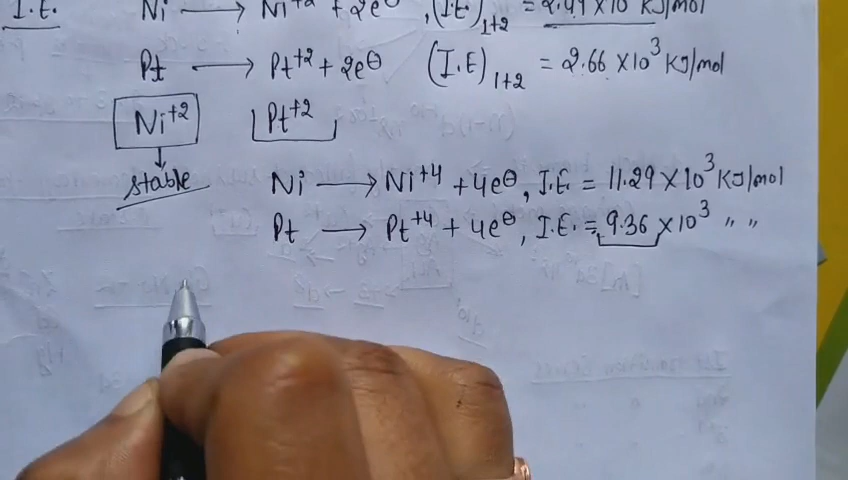 I.E. Ni ⟶ Ni⁺² + 2e⊖, (I.E)₁₊₂ = 2.49 ×10³ KJ/mol
Pt ⟶ Pt⁺² + 2e⊖ (I.E)₁₊₂ = 2.66 ×10³ KJ/mol
Ni⁺² Pt⁺²
↓
stable
Ni ⟶ Ni⁺⁴ + 4e⊖, I.E. = 11.29 ×10³ KJ/mol
Pt ⟶ Pt⁺⁴ + 4e⊖, I.E. = 9.36 ×10³ " "